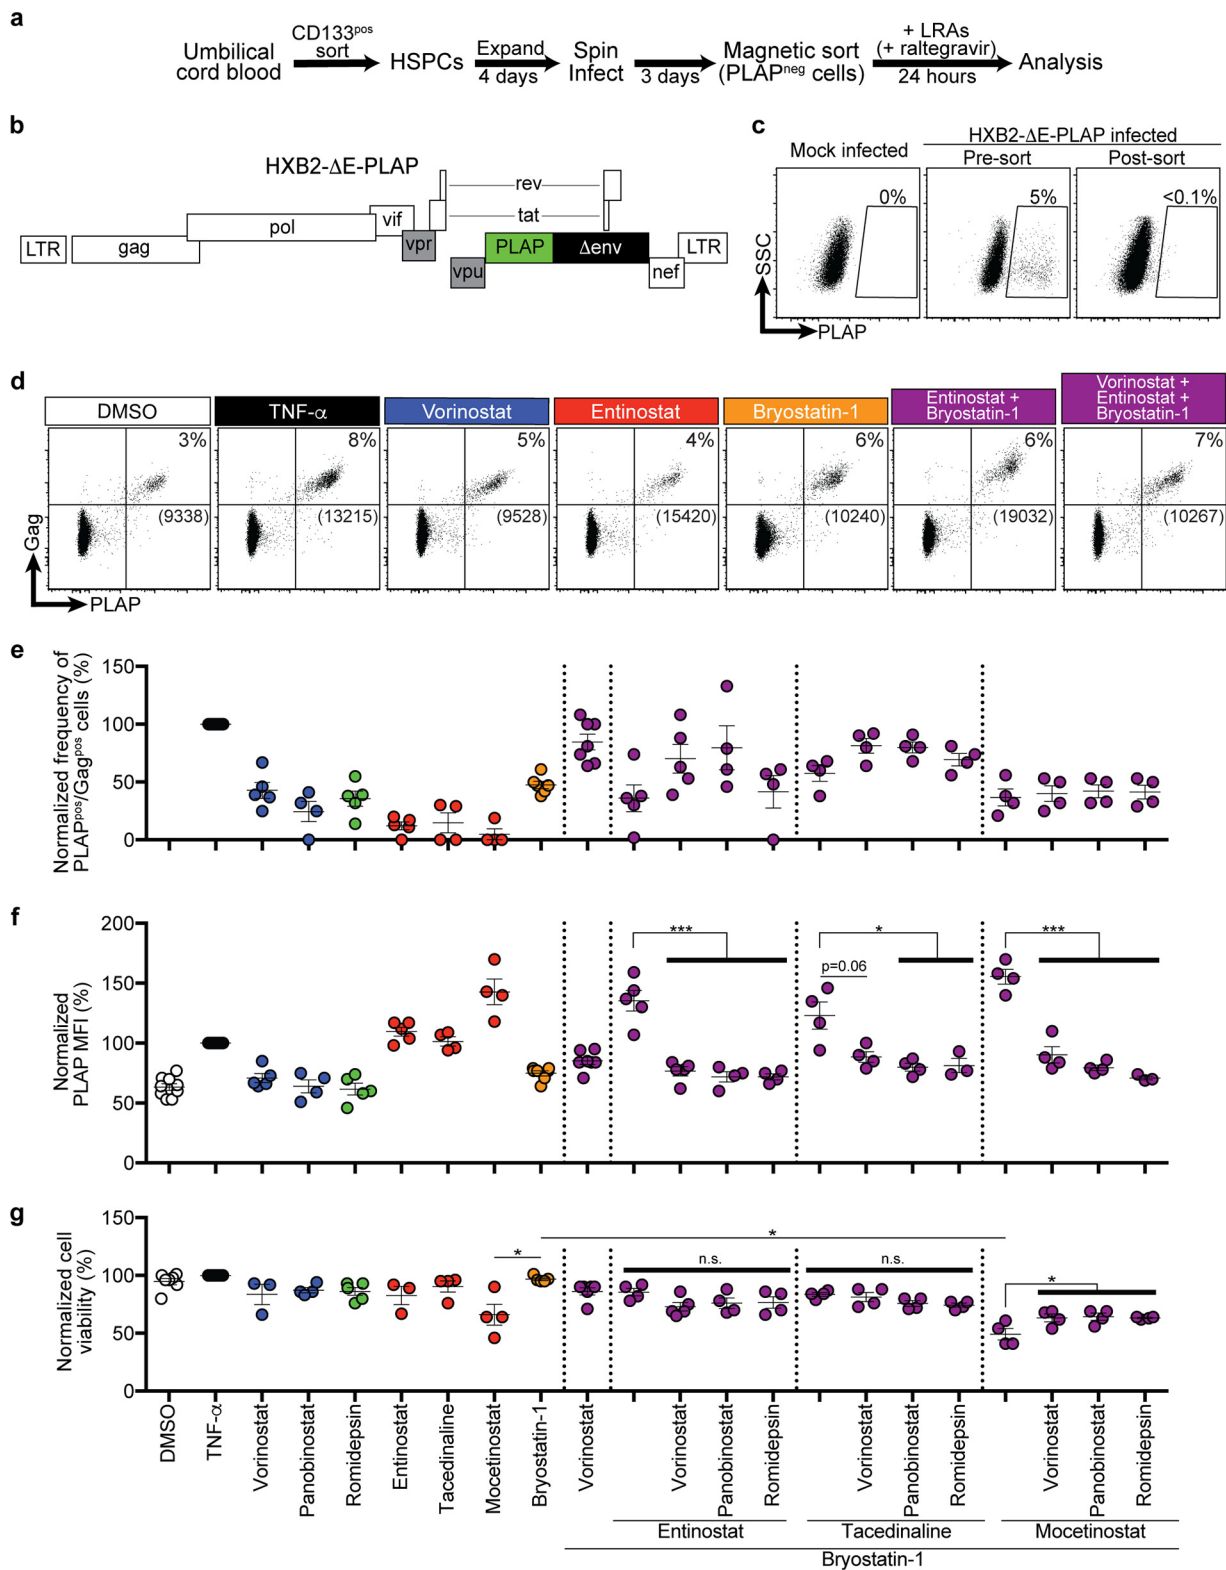 a
Umbilical
cord blood
CD133pos
sort
HSPCs
Expand
4 days
Spin
Infect
3 days
Magnetic sort
(PLAPneg cells)
+ LRAs
(+ raltegravir)
24 hours
Analysis
b
HXB2-ΔE-PLAP
LTR
gag
pol
vif
vpr
rev
tat
vpu
PLAP
Δenv
nef
LTR
c
HXB2-ΔE-PLAP infected
Mock infected
Pre-sort
Post-sort
0%
5%
<0.1%
SSC
PLAP
d
DMSO
TNF-α
Vorinostat
Entinostat
Bryostatin-1
Entinostat +
Bryostatin-1
Vorinostat +
Entinostat +
Bryostatin-1
3%
8%
5%
4%
6%
6%
7%
(9338)
(13215)
(9528)
(15420)
(10240)
(19032)
(10267)
Gag
PLAP
e
Normalized frequency of
PLAPpos/Gagpos cells (%)
150
100
50
0
f
Normalized
PLAP MFI (%)
200
150
100
50
0
***
p=0.06
*
***
g
Normalized cell
viability (%)
150
100
50
0
*
*
n.s.
n.s.
*
DMSO
TNF-α
Vorinostat
Panobinostat
Romidepsin
Entinostat
Tacedinaline
Mocetinostat
Bryostatin-1
Vorinostat
Vorinostat
Panobinostat
Romidepsin
Vorinostat
Panobinostat
Romidepsin
Vorinostat
Panobinostat
Romidepsin
Entinostat
Tacedinaline
Mocetinostat
Bryostatin-1